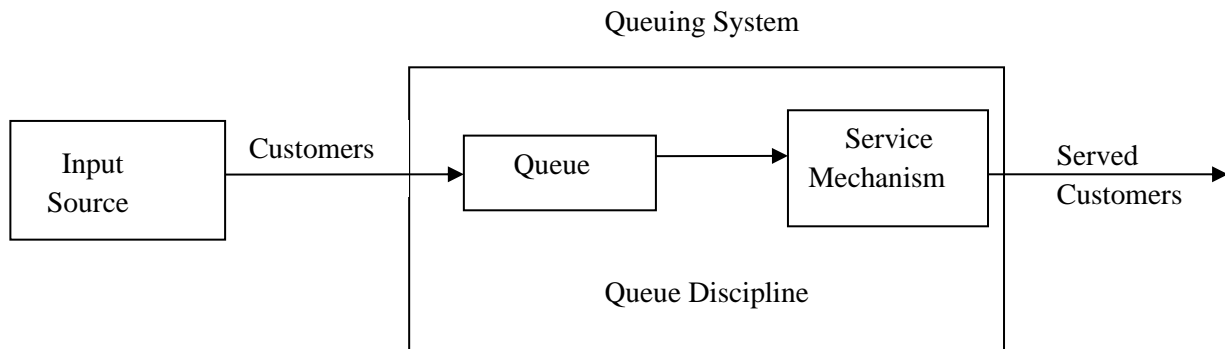 Queuing System
Input
Source
Customers
Queue
Service
Mechanism
Served
Customers
Queue Discipline